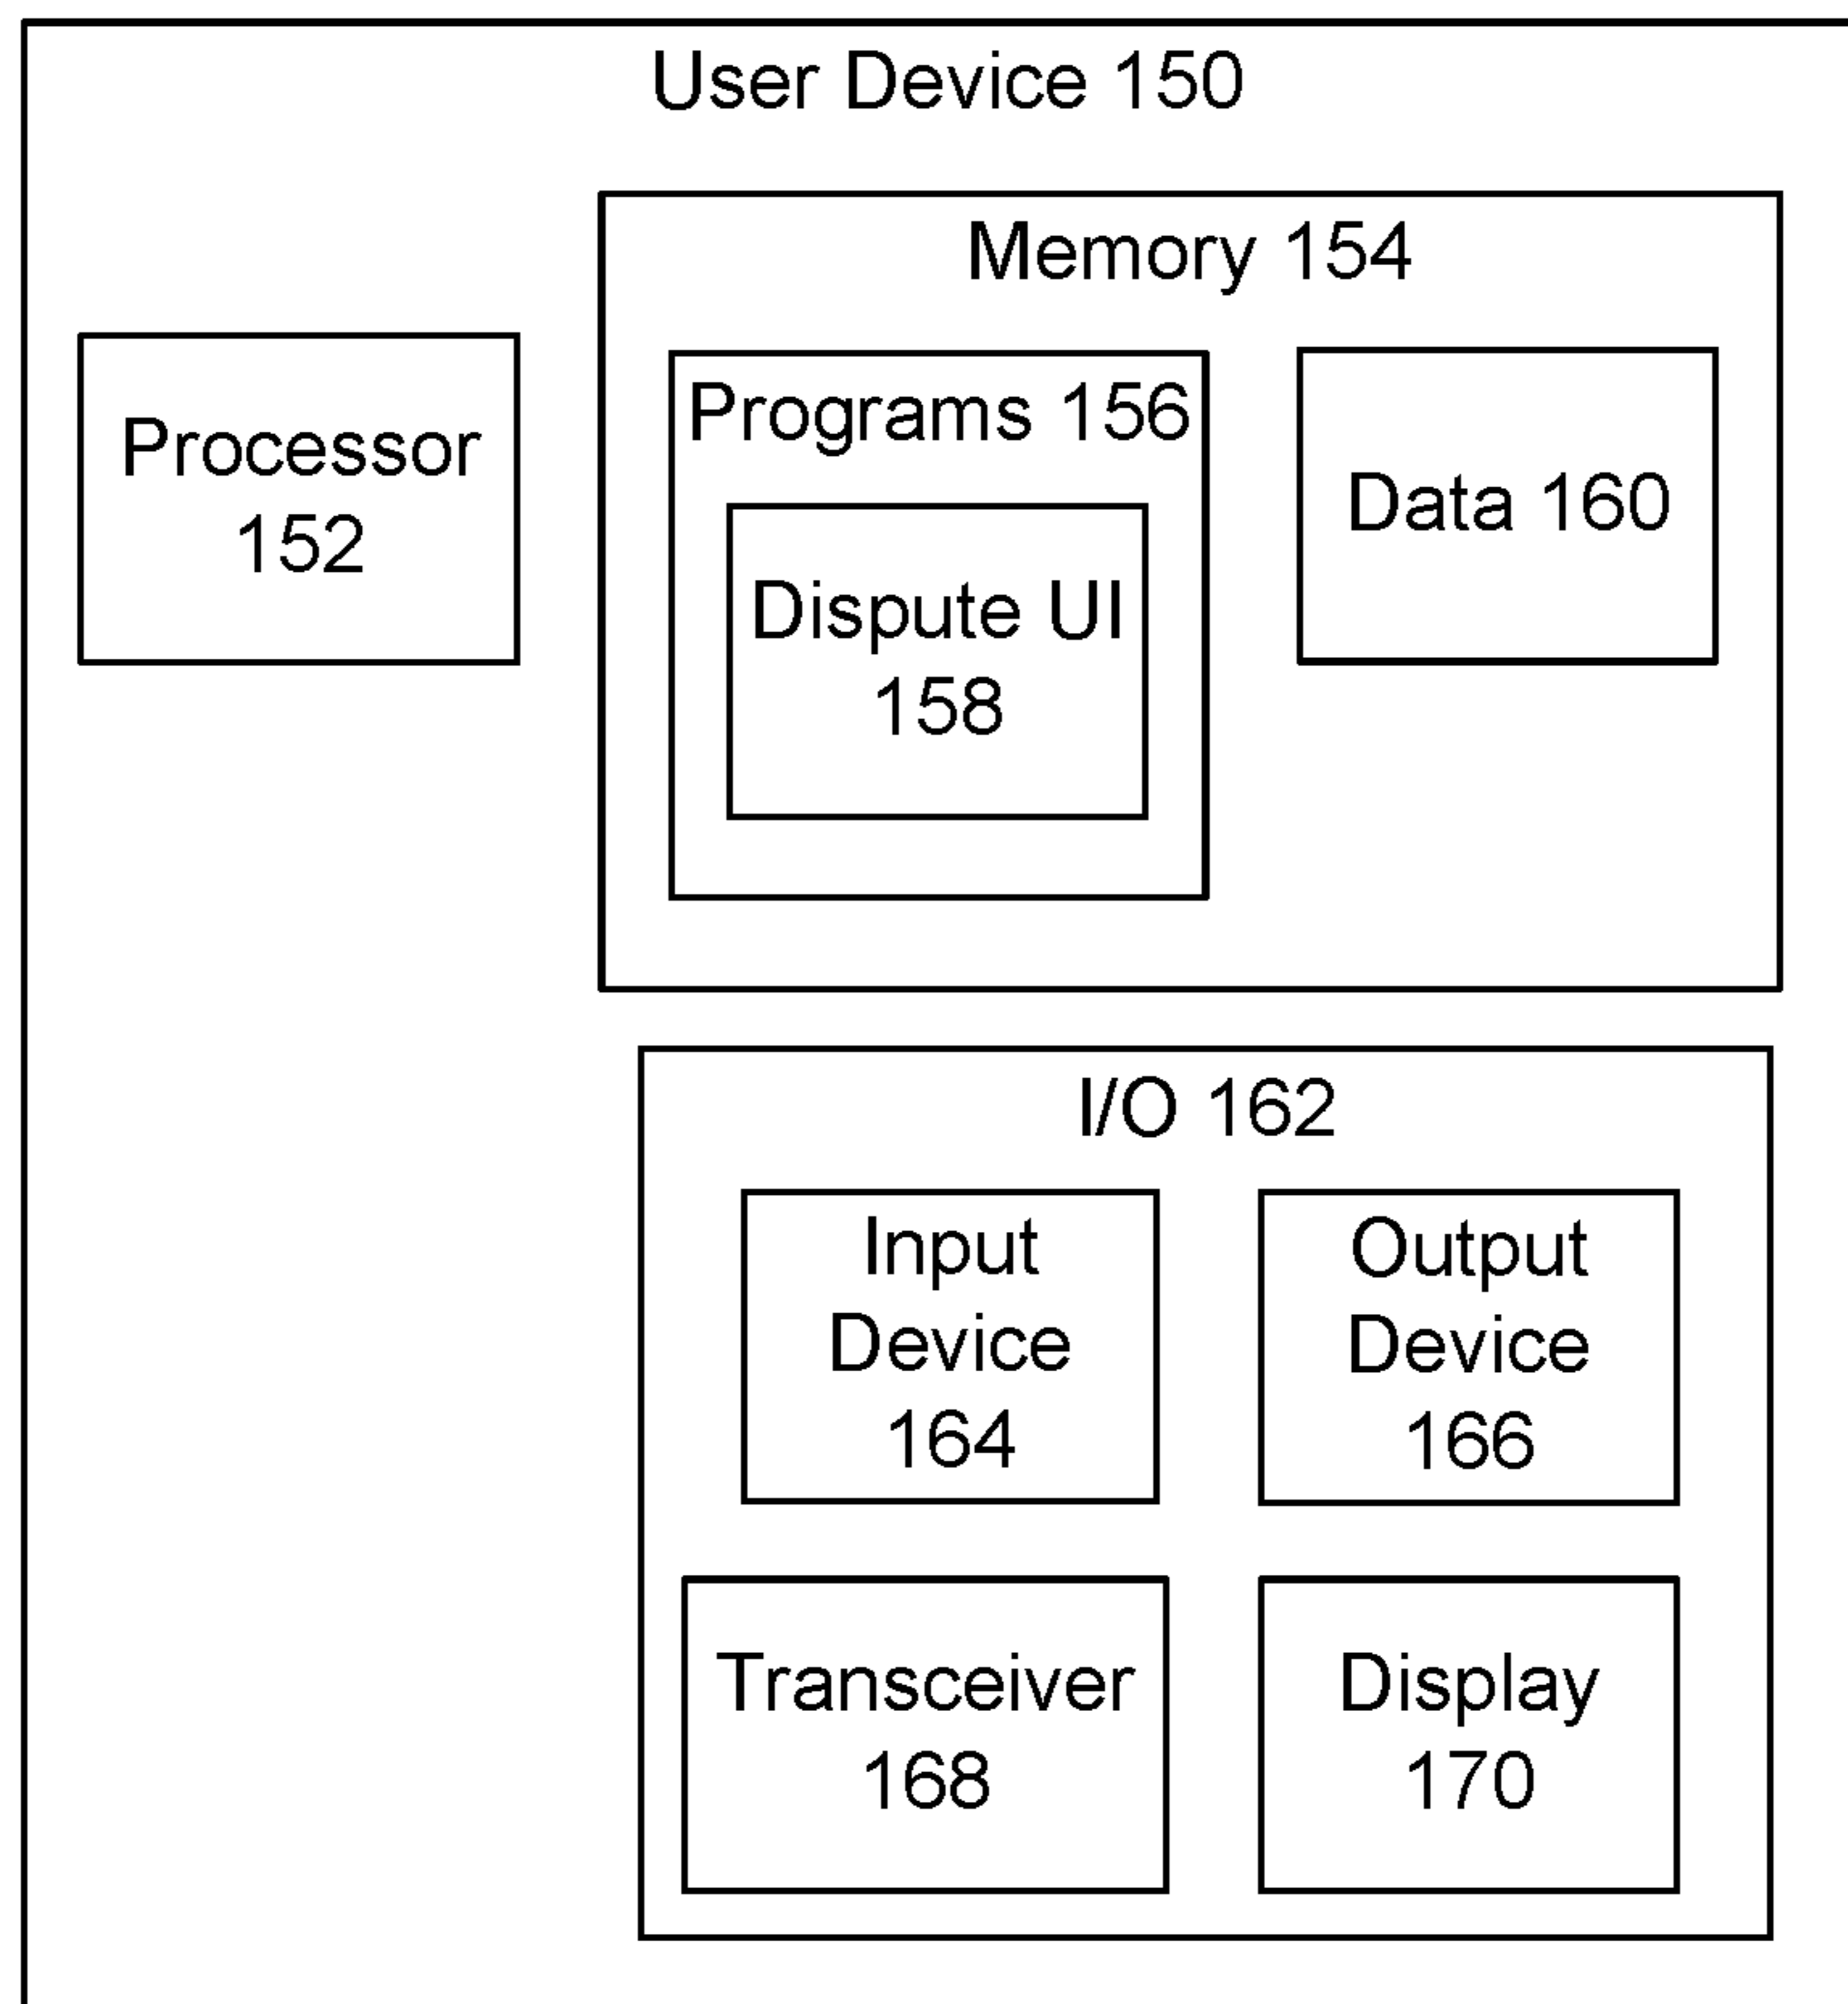 User Device 150
Memory 154
Processor
152
Programs 156
Dispute UI
158
Data 160
I/O 162
Input
Device
164
Output
Device
166
Transceiver
168
Display
170